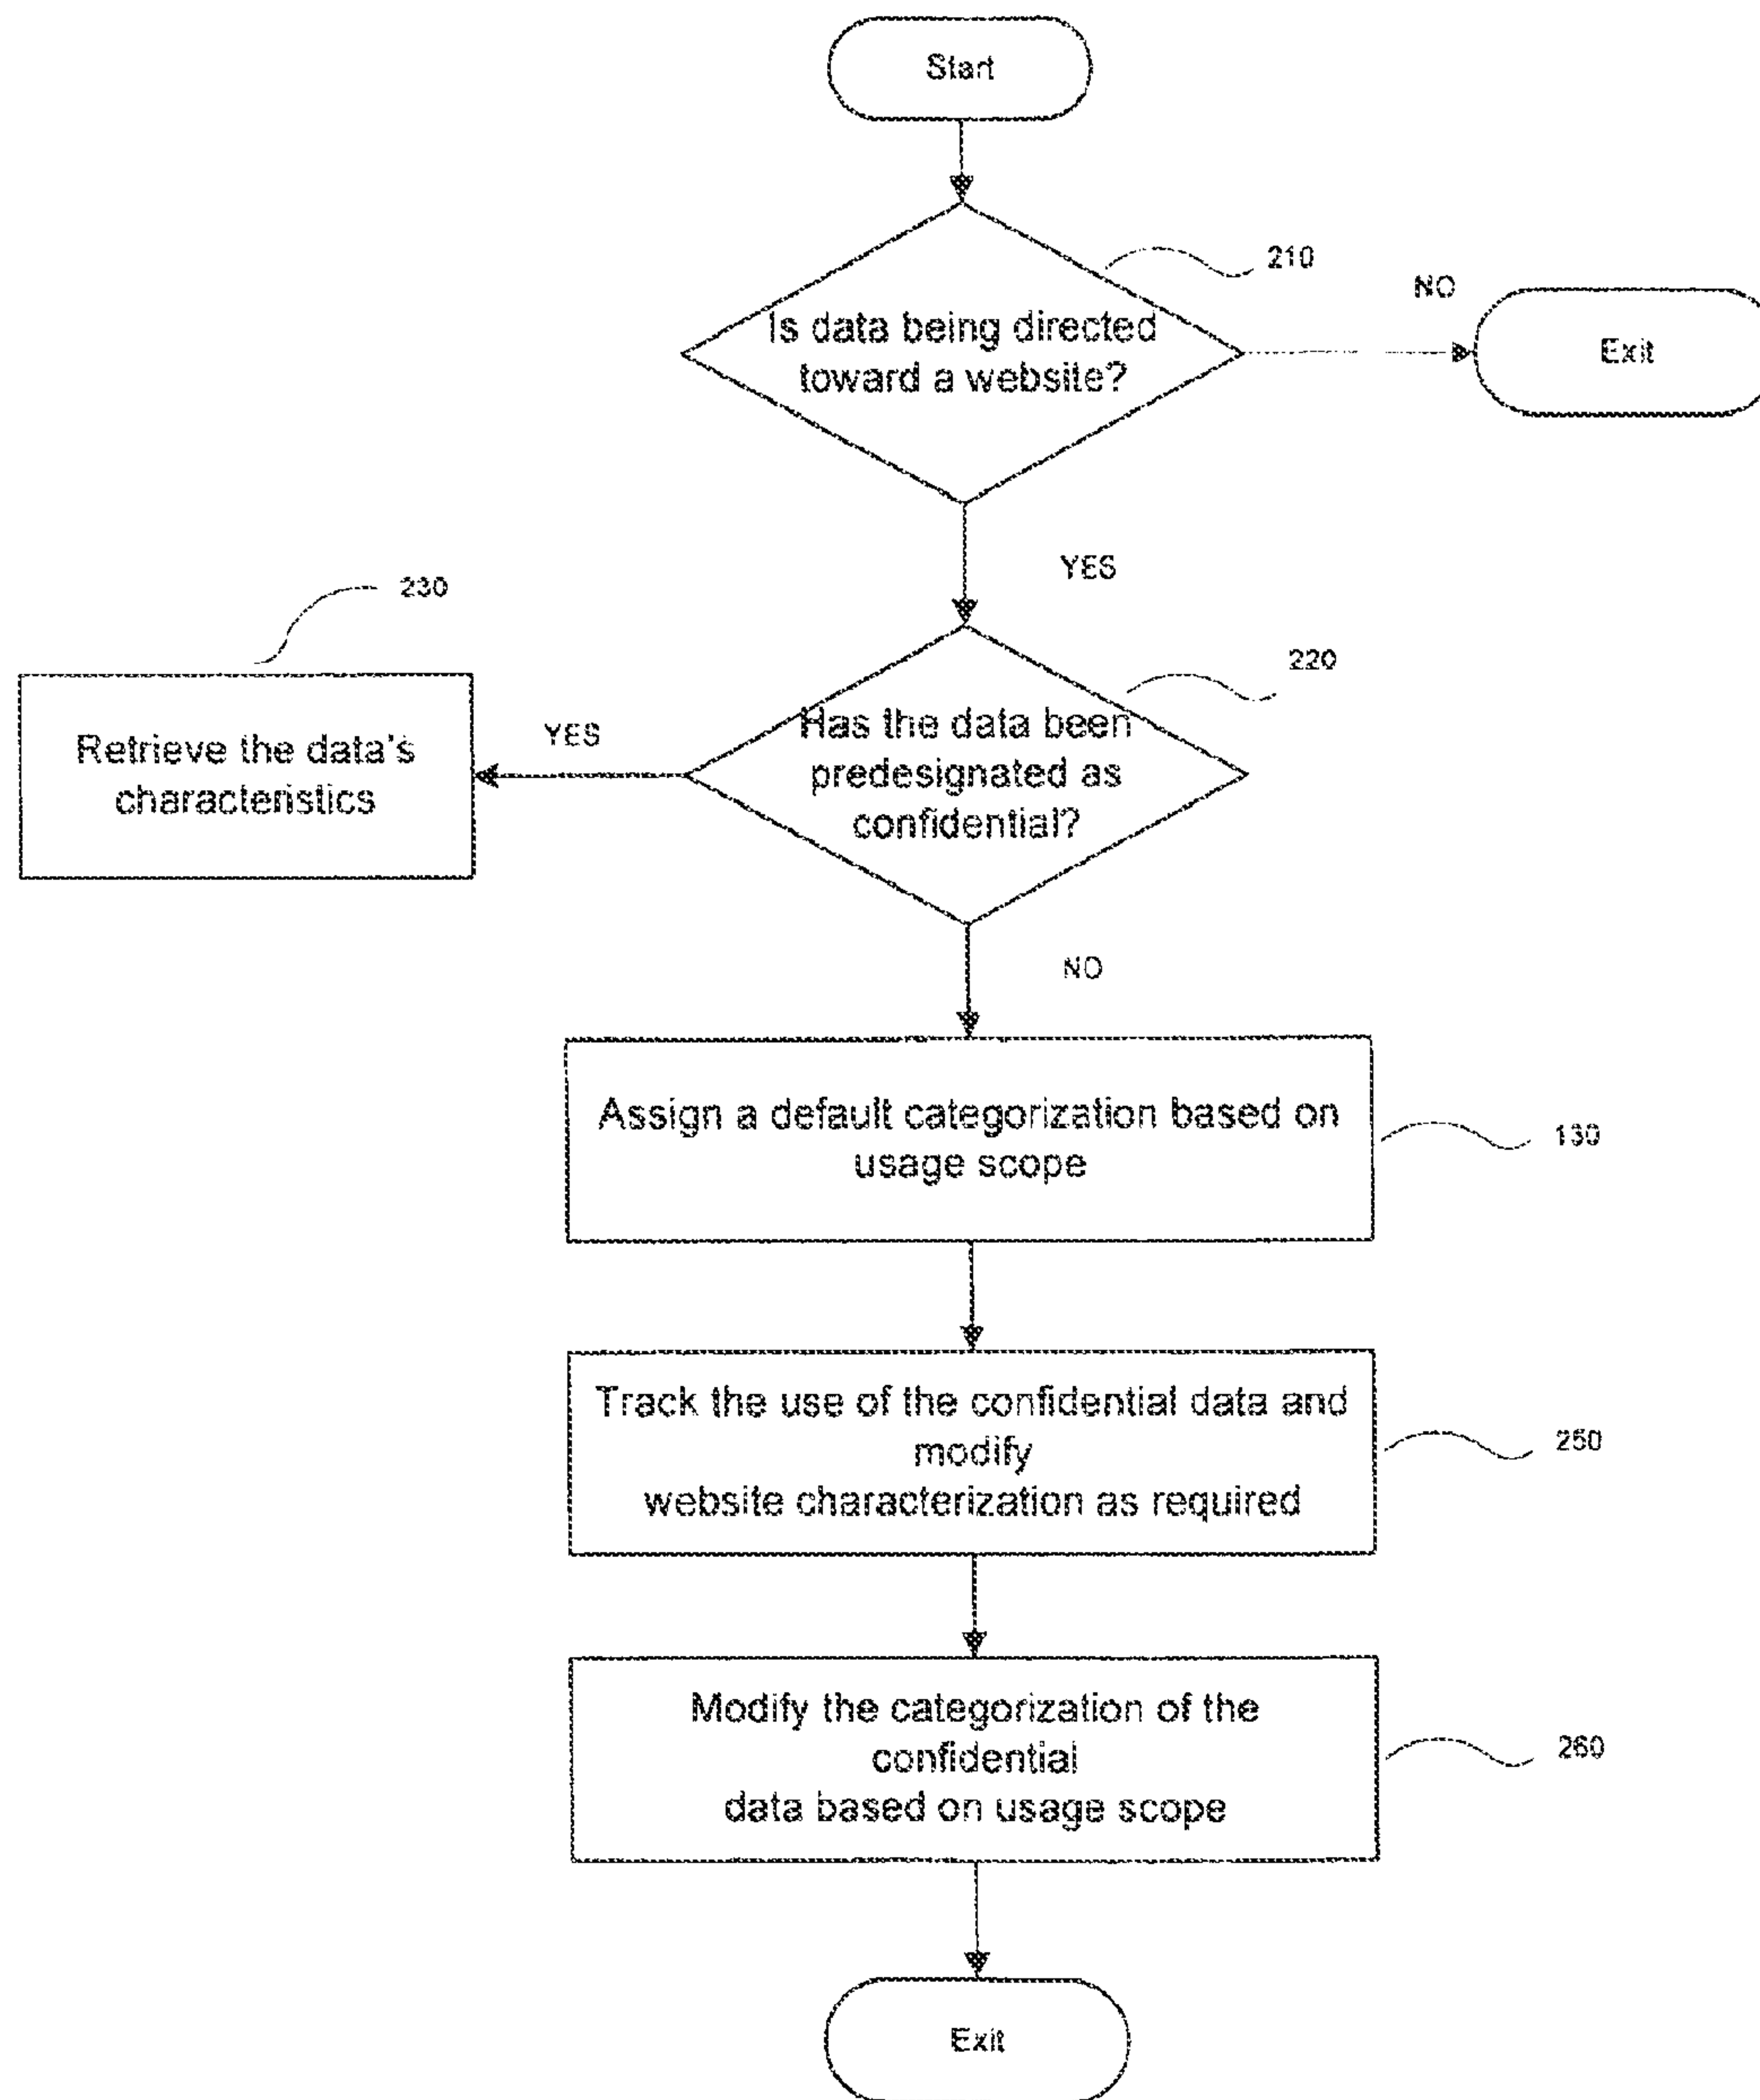 Start
210
Is data being directed
toward a website?
NO
Exit
YES
230
220
Retrieve the data's
characteristics
YES
Has the data been
predesignated as
confidential?
NO
Assign a default categorization based on
usage scope
130
Track the use of the confidential data and
modify
website characterization as required
250
Modify the categorization of the
confidential
data based on usage scope
260
Exit